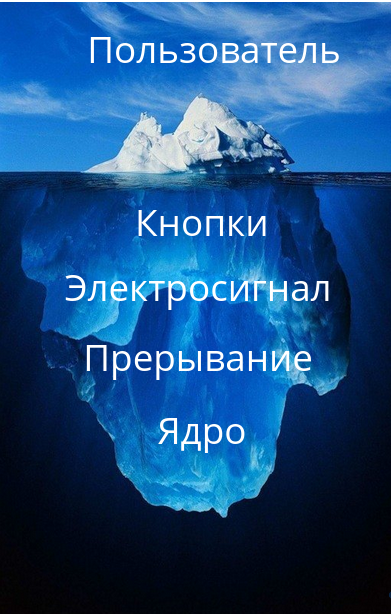 Пользователь
Кнопки
Электросигнал
Прерывание
Ядро